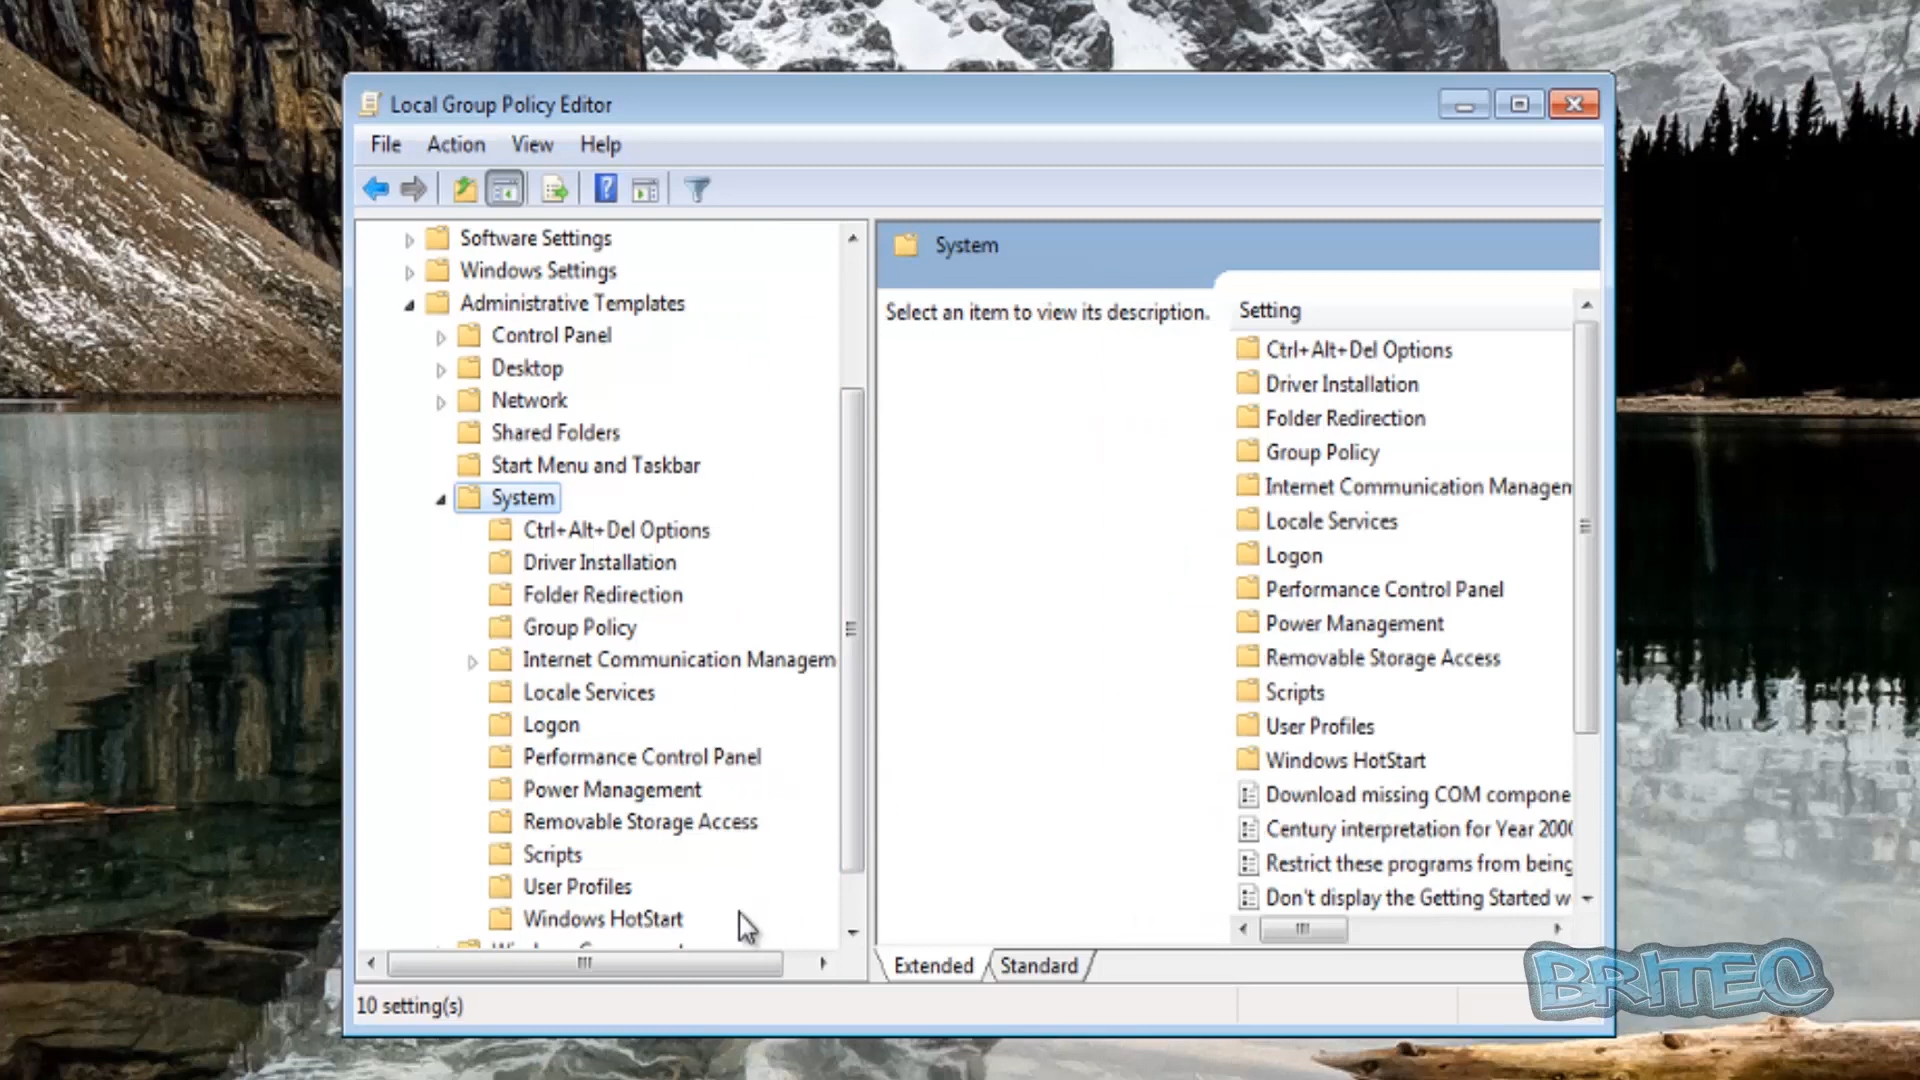 Local Group Policy Editor
File Action View Help
Software Settings
Windows Settings
Administrative Templates
Control Panel
Desktop
Network
Shared Folders
Start Menu and Taskbar
System
Ctrl+Alt+Del Options
Driver Installation
Folder Redirection
Group Policy
Internet Communication Managem
Locale Services
Logon
Performance Control Panel
Power Management
Removable Storage Access
Scripts
User Profiles
Windows HotStart
System
Select an item to view its description.
Setting
Ctrl+Alt+Del Options
Driver Installation
Folder Redirection
Group Policy
Internet Communication Managem
Locale Services
Logon
Performance Control Panel
Power Management
Removable Storage Access
Scripts
User Profiles
Windows HotStart
Download missing COM compone
Century interpretation for Year 2000
Restrict these programs from being
Don't display the Getting Started w
Extended Standard
10 setting(s)
BRITEC